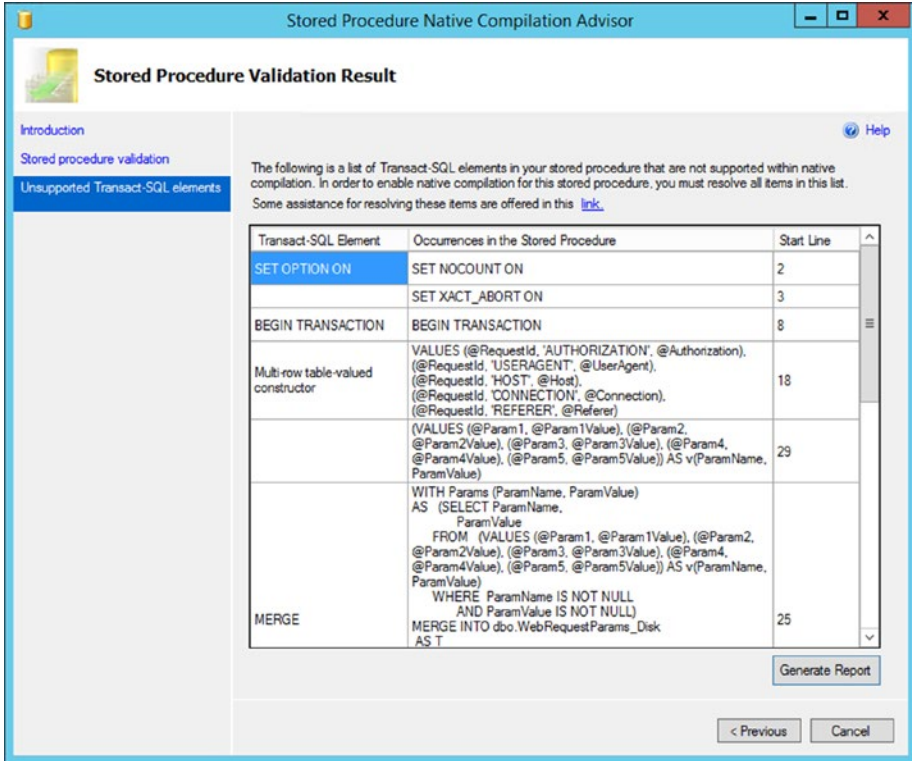 Stored Procedure Native Compilation Advisor
Stored Procedure Validation Result
Introduction
Stored procedure validation
Unsupported Transact-SQL elements
Help
The following is a list of Transact-SQL elements in your stored procedure that are not supported within native
compilation. In order to enable native compilation for this stored procedure, you must resolve all items in this list.
Some assistance for resolving these items are offered in this link.
Transact-SQL Element Occurrences in the Stored Procedure Start Line
SET OPTION ON SET NOCOUNT ON 2
SET XACT_ABORT ON 3
BEGIN TRANSACTION BEGIN TRANSACTION 8
Multi-row table-valued
constructor
VALUES (@RequestId, 'AUTHORIZATION', @Authorization),
(@RequestId, 'USERAGENT', @UserAgent),
(@RequestId, 'HOST', @Host),
(@RequestId, 'CONNECTION', @Connection),
(@RequestId, 'REFERER', @Referer)
18
(VALUES (@Param1, @Param1Value), (@Param2,
@Param2Value), (@Param3, @Param3Value), (@Param4,
@Param4Value), (@Param5, @Param5Value)) AS v(ParamName,
ParamValue)
29
MERGE
WITH Params (ParamName, ParamValue)
AS (SELECT ParamName,
ParamValue
FROM (VALUES (@Param1, @Param1Value), (@Param2,
@Param2Value), (@Param3, @Param3Value), (@Param4,
@Param4Value), (@Param5, @Param5Value)) AS v(ParamName,
ParamValue)
WHERE ParamName IS NOT NULL
AND ParamValue IS NOT NULL)
MERGE INTO dbo.WebRequestParams_Disk
AS T
25
Generate Report
< Previous
Cancel